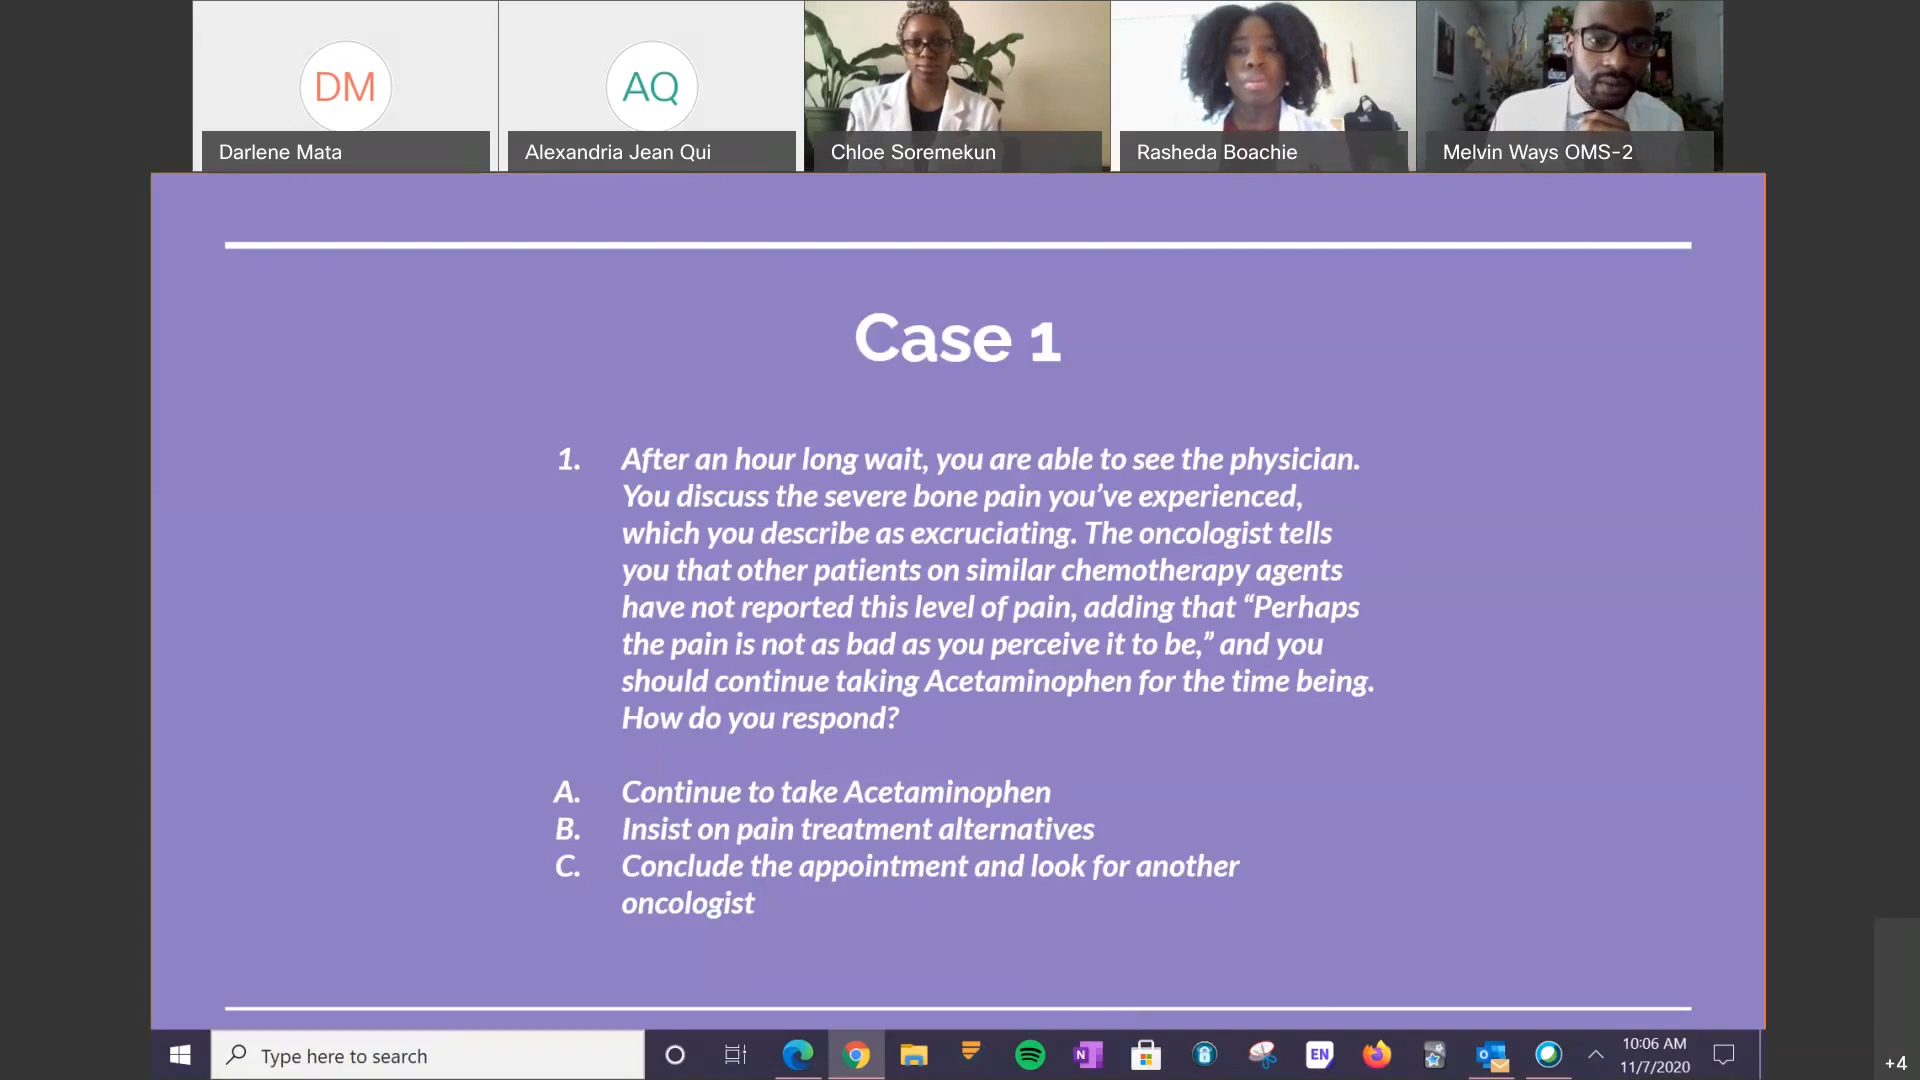 DM
AQ
Darlene Mata
Alexandria Jean Qui
Chloe Soremekun
Rasheda Boachie
Melvin Ways OMS-2
Case 1
1. After an hour long wait, you are able to see the physician.
You discuss the severe bone pain you’ve experienced,
which you describe as excruciating. The oncologist tells
you that other patients on similar chemotherapy agents
have not reported this level of pain, adding that “Perhaps
the pain is not as bad as you perceive it to be,” and you
should continue taking Acetaminophen for the time being.
How do you respond?
A. Continue to take Acetaminophen
B. Insist on pain treatment alternatives
C. Conclude the appointment and look for another
oncologist
Type here to search
N
EN
10:06 AM
11/7/2020
+4